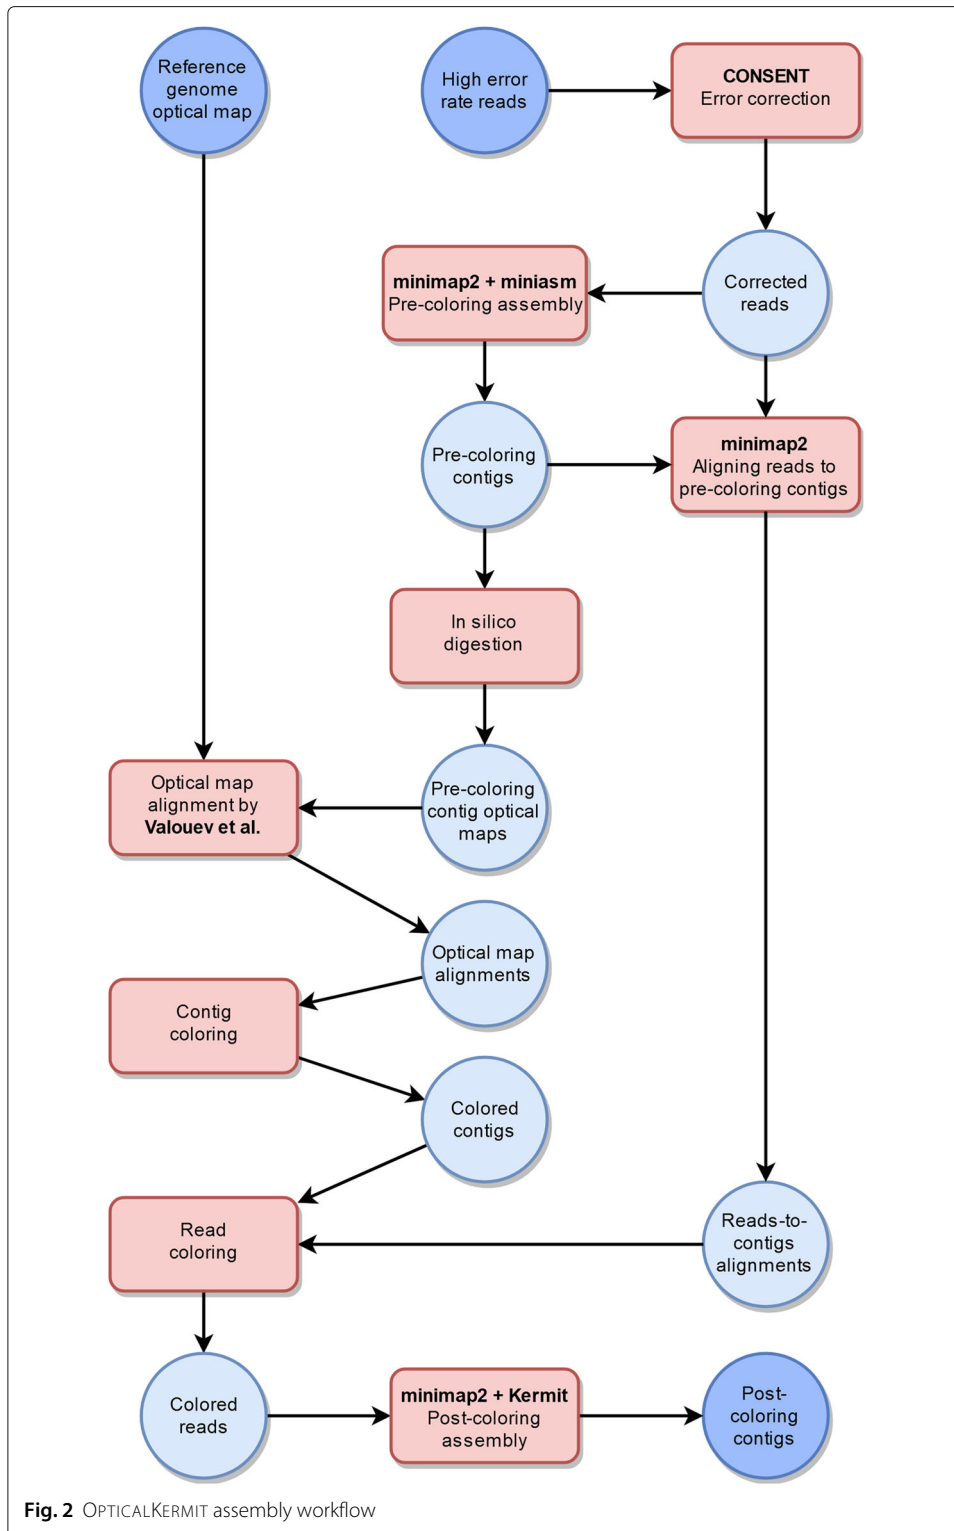 Reference
genome
optical map
High error
rate reads
CONSENT
Error correction
minimap2 + miniasm
Pre-coloring assembly
Corrected
reads
Pre-coloring
contigs
minimap2
Aligning reads to
pre-coloring contigs
In silico
digestion
Optical map
alignment by
Valouev et al.
Pre-coloring
contig optical
maps
Optical map
alignments
Contig
coloring
Colored
contigs
Read
coloring
Reads-to-
contigs
alignments
Colored
reads
minimap2 + Kermit
Post-coloring
assembly
Post-
coloring
contigs
Fig. 2 OPTICALKERMIT assembly workflow